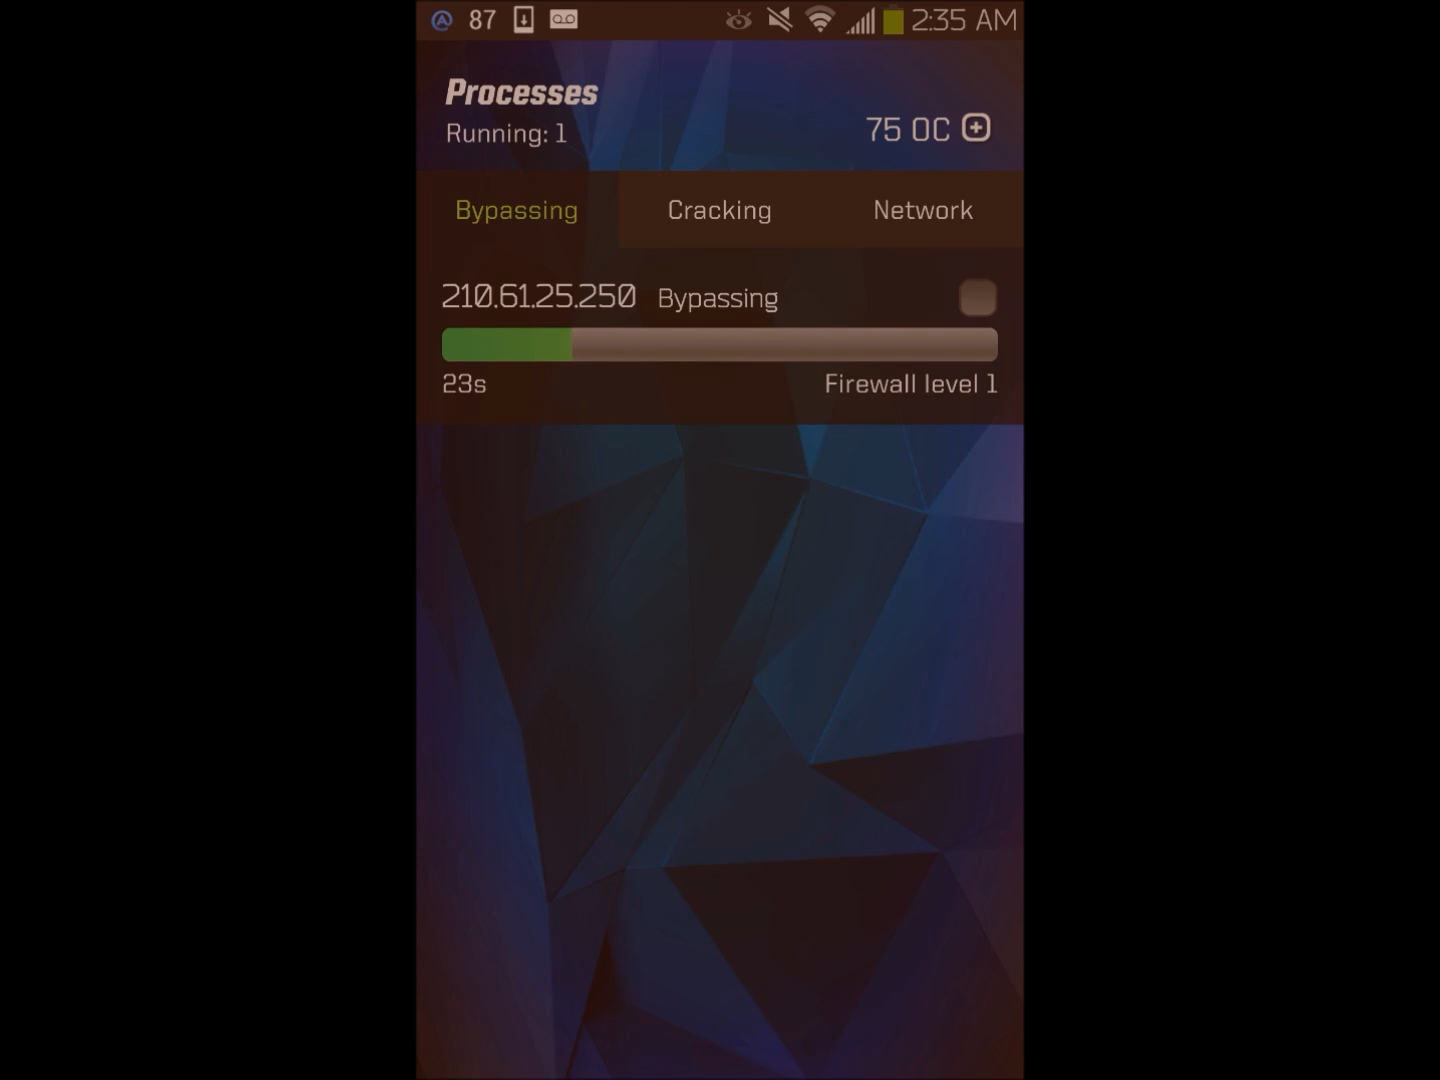 87 2:35 AM
Processes
Running: 1
75 OC
Bypassing Cracking Network
210.61.25.250 Bypassing
23s Firewall level 1